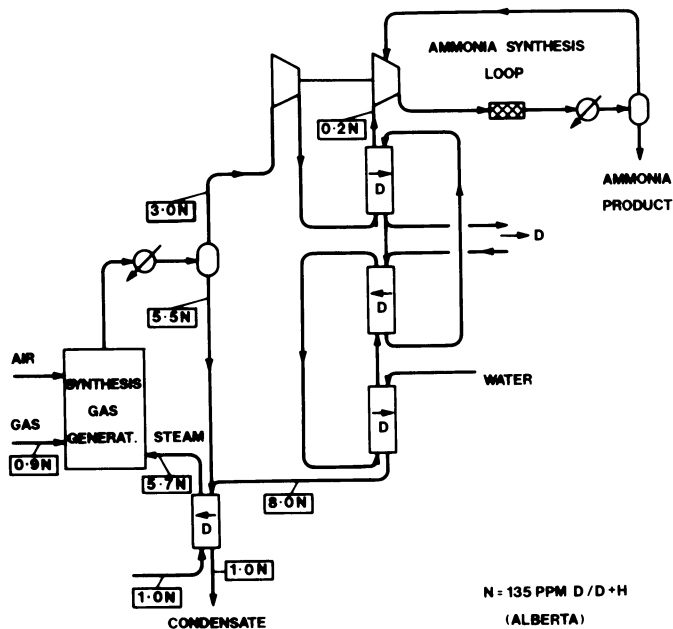 AMMONIA SYNTHESIS
LOOP
0.2N
AMMONIA
PRODUCT
D
3.0N
D
D
5.5N
AIR
SYNTHESIS
GAS
GENERAT.
WATER
GAS
STEAM
D
0.9N
5.7N
8.0N
D
1.0N
1.0N
CONDENSATE
N = 135 PPM D/D+H
(ALBERTA)